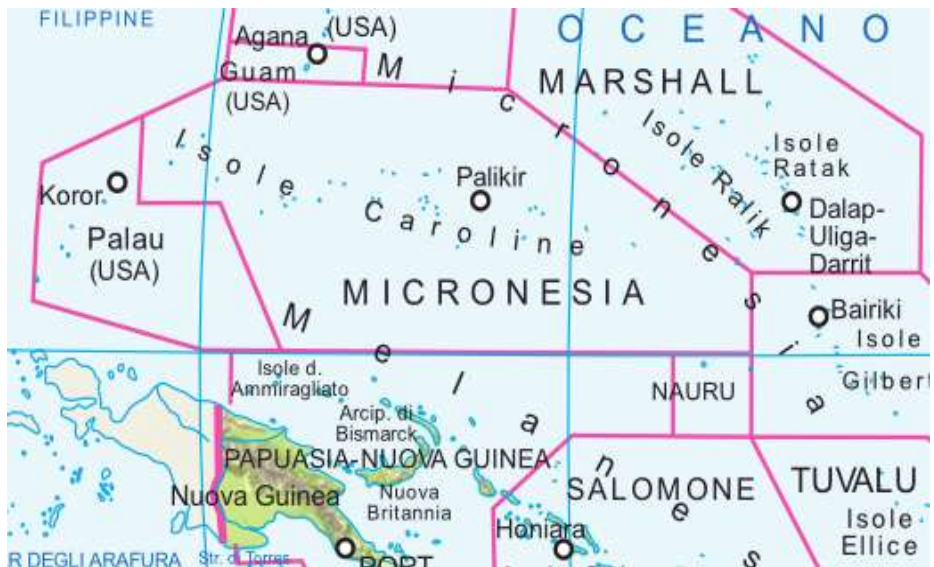 FILIPPINE
(USA)
OCEANO
Agana
Guam
(USA)
Micronesia
MARSHALL
Isole
Caroline
Isole Ralik
Isole
Ratak
Koror
Palikir
Dalap-
Uliga-
Darrit
Palau
(USA)
MICRONESIA
Bairiki
Isole
Gilbert
Melanes
Isole d.
Ammiragliato
NAURU
Arcip. di
Bismarck
PAPUASIA-NUOVA GUINEA
Nuova Guinea
Nuova
Britannia
SALOMONE
TUVALU
Isole
Ellice
Honiara
R DEGLI ARAFURA
Str. di Torres
PORT